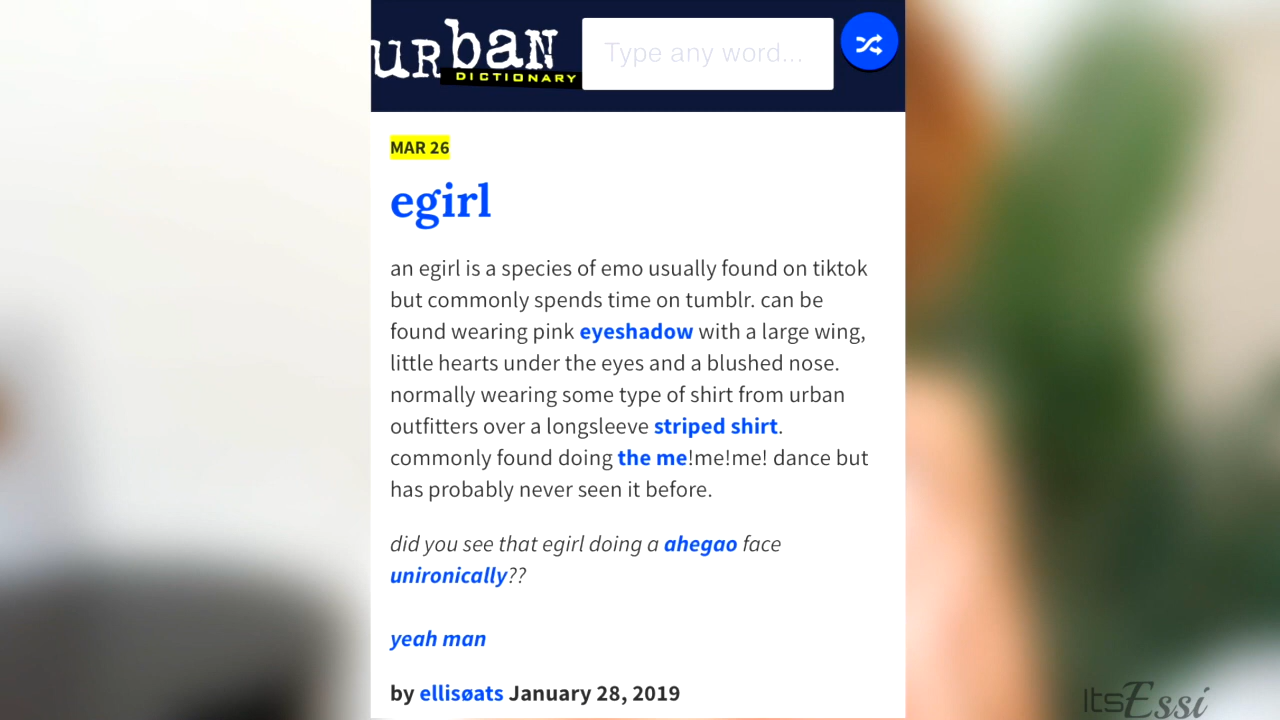 urban
DICTIONARY
Type any word...
MAR 26
egirl
an egirl is a species of emo usually found on tiktok
but commonly spends time on tumblr. can be
found wearing pink eyeshadow with a large wing,
little hearts under the eyes and a blushed nose.
normally wearing some type of shirt from urban
outfitters over a longsleeve striped shirt.
commonly found doing the me!me!me! dance but
has probably never seen it before.
did you see that egirl doing a ahegao face
unironically??
yeah man
by ellisøats January 28, 2019
ItsEssi